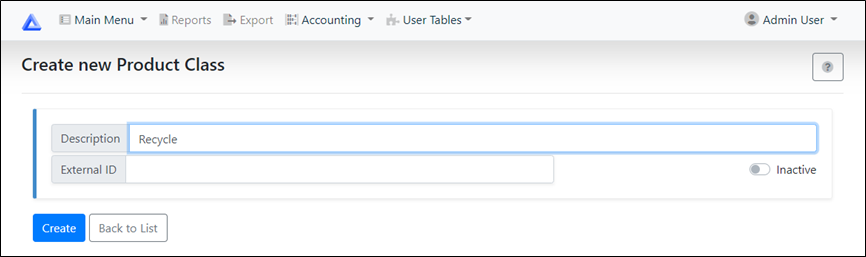 Main Menu Reports Export Accounting User Tables Admin User
Create new Product Class ?
Description Recycle
External ID Inactive
Create Back to List